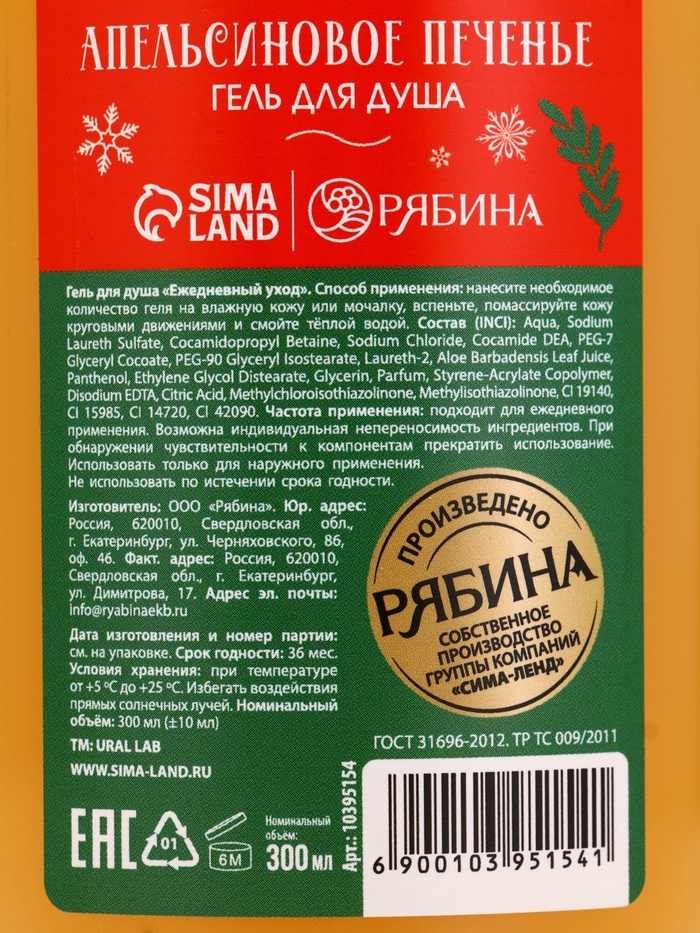 АПЕЛЬСИНОВОЕ ПЕЧЕНЬЕ
ГЕЛЬ ДЛЯ ДУША
SIMA LAND
РЯБИНА
Гель для душа «Ежедневный уход». Способ применения: нанесите необходимое
количество геля на влажную кожу или мочалку, вспеньте, помассируйте кожу
круговыми движениями и смойте тёплой водой. Состав (INCI): Aqua, Sodium
Laureth Sulfate, Cocamidopropyl Betaine, Sodium Chloride, Cocamide DEA, PEG-7
Glyceryl Cocoate, PEG-90 Glyceryl Isostearate, Laureth-2, Aloe Barbadensis Leaf Juice,
Panthenol, Ethylene Glycol Distearate, Glycerin, Parfum, Styrene-Acrylate Copolymer,
Disodium EDTA, Citric Acid, Methylchloroisothiazolinone, Methylisothiazolinone, CI 19140,
CI 15985, CI 14720, CI 42090. Частота применения: подходит для ежедневного
применения. Возможна индивидуальная непереносимость ингредиентов. При
обнаружении чувствительности к компонентам прекратить использование.
Использовать только для наружного применения.
Не использовать по истечении срока годности.
Изготовитель: ООО «Рябина». Юр. адрес:
Россия, 620010, Свердловская обл.,
г. Екатеринбург, ул. Черняховского, 86,
оф. 46. Факт. адрес: Россия, 620010,
Свердловская обл., г. Екатеринбург,
ул. Димитрова, 17. Адрес эл. почты:
info@ryabinaekb.ru
Дата изготовления и номер партии:
см. на упаковке. Срок годности: 36 мес.
Условия хранения: при температуре
от +5 °С до +25 °С. Избегать воздействия
прямых солнечных лучей. Номинальный
объём: 300 мл (±10 мл)
ТМ: URAL LAB
WWW.SIMA-LAND.RU
ПРОИЗВЕДЕНО
РЯБИНА
СОБСТВЕННОЕ
ПРОИЗВОДСТВО
ГРУППЫ КОМПАНИЙ
«СИМА-ЛЕНД»
ГОСТ 31696-2012. ТР ТС 009/2011
EAC
01
6М
Номинальный
объём:
300 мл
Арт.: 10395154
6 900103 951541